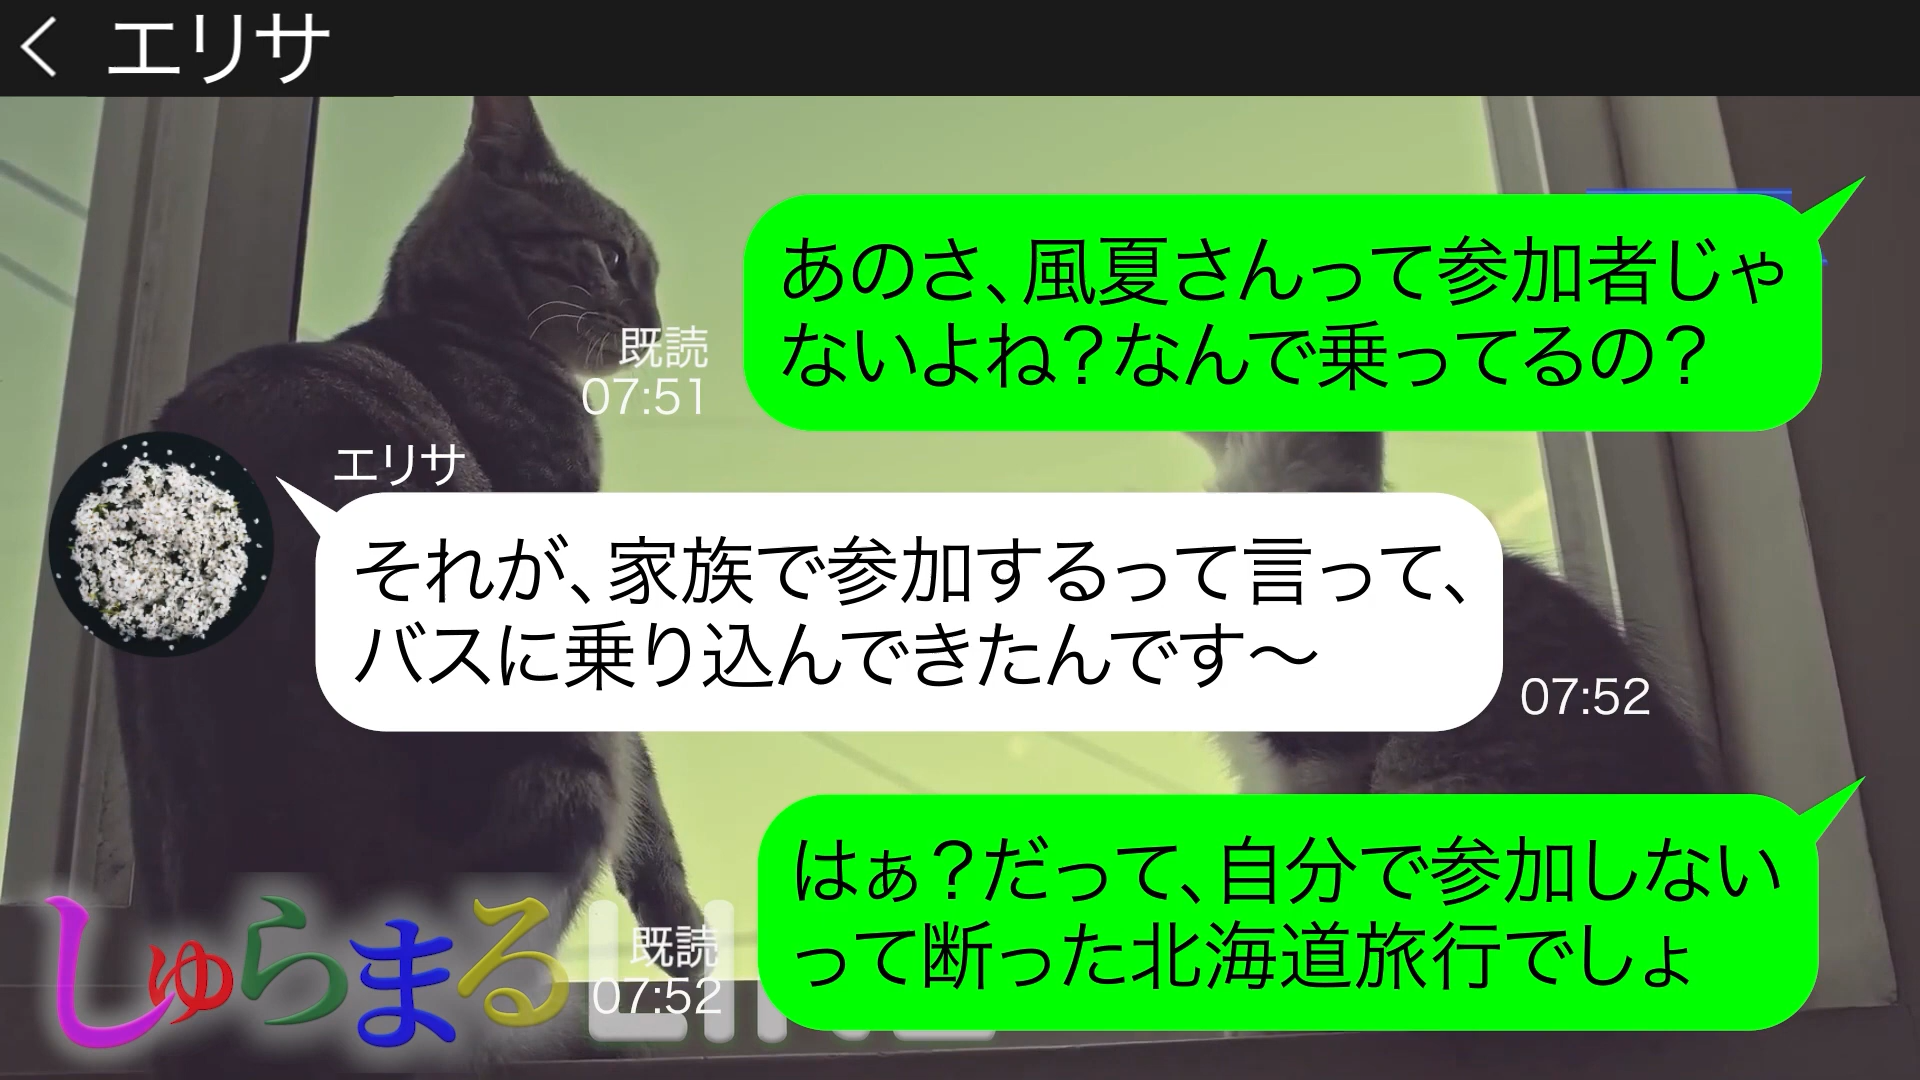 エリサ
あのさ、風夏さんって参加者じゃ
ないよね？なんで乗ってるの？
既読
07:51
エリサ
それが、家族で参加するって言って、
バスに乗り込んできたんです～
07:52
はぁ？だって、自分で参加しない
って断った北海道旅行でしょ
既読
07:52
しゅらまる
LINE